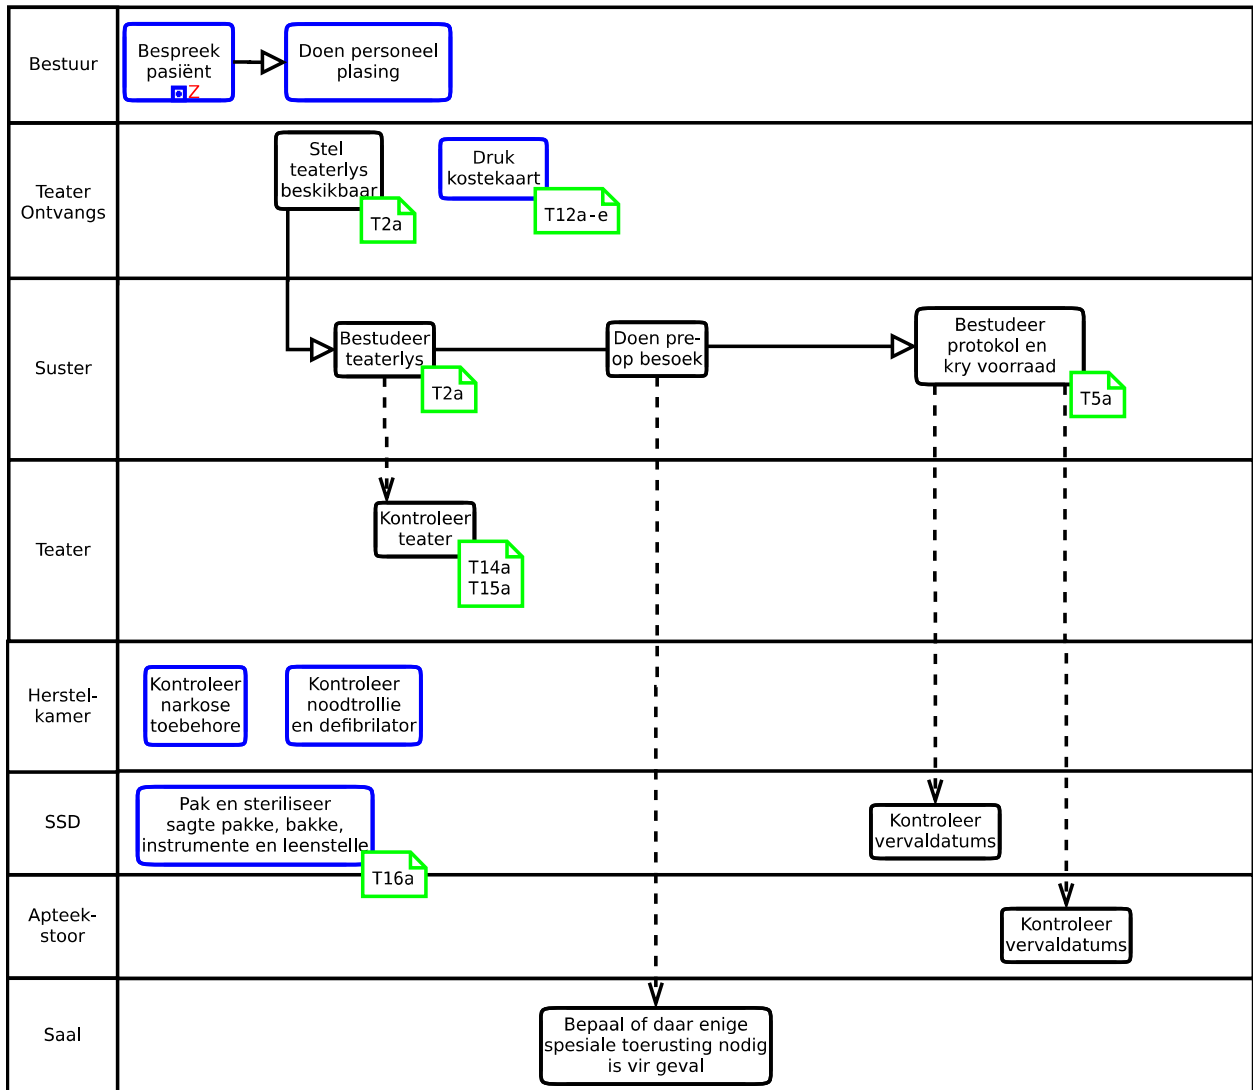 Bestuur
Bespreek
pasiënt
Z
Doen personeel
plasing
Teater
Ontvangs
Stel
teaterlys
beskikbaar
T2a
Druk
kostekaart
T12a-e
Suster
Bestudeer
teaterlys
T2a
Doen pre-
op besoek
Bestudeer
protokol en
kry voorraad
T5a
Teater
Kontroleer
teater
T14a
T15a
Herstel-
kamer
Kontroleer
narkose
toebehore
Kontroleer
noodtrollie
en defibrilator
SSD
Pak en steriliseer
sagte pakke, bakke,
instrumente en leenstelle
T16a
Kontroleer
vervaldatums
Apteek-
stoor
Kontroleer
vervaldatums
Saal
Bepaal of daar enige
spesiale toerusting nodig
is vir geval